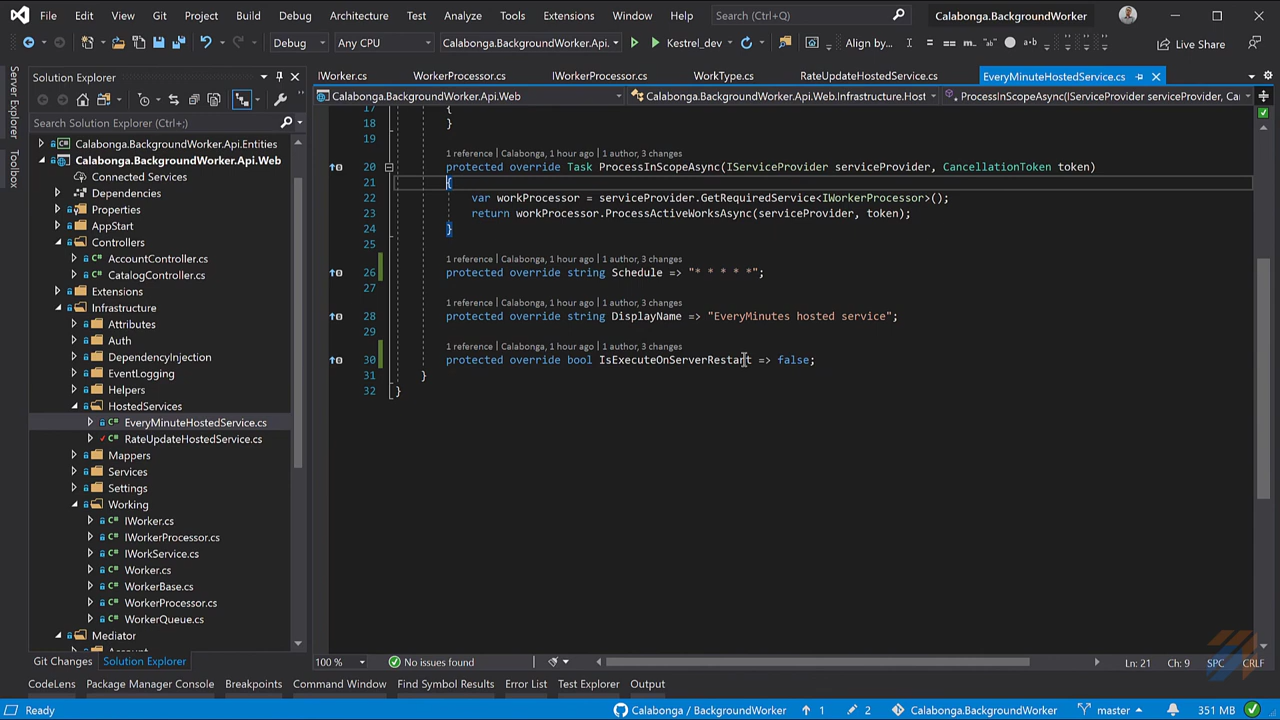 File Edit View Git Project Build Debug Architecture Test Analyze Tools Extensions Window Help Search (Ctrl+Q) Calabonga.BackgroundWorker
Debug Any CPU Calabonga.BackgroundWorker.Api. Kestrel_dev Align by... Live Share
Solution Explorer
IWorker.cs WorkerProcessor.cs IWorkerProcessor.cs WorkType.cs RateUpdateHostedService.cs EveryMinuteHostedService.cs
Calabonga.BackgroundWorker.Api.Web Calabonga.BackgroundWorker.Api.Web.Infrastructure.Host ProcessInScopeAsync(IServiceProvider serviceProvider, Ca
Solution Explorer
Toolbox
Search Solution Explorer (Ctrl+;)
Calabonga.BackgroundWorker.Api.Entities
Calabonga.BackgroundWorker.Api.Web
Connected Services
Dependencies
Properties
AppStart
Controllers
AccountController.cs
CatalogController.cs
Extensions
Infrastructure
Attributes
Auth
DependencyInjection
EventLogging
Helpers
HostedServices
EveryMinuteHostedService.cs
RateUpdateHostedService.cs
Mappers
Services
Settings
Working
IWorker.cs
IWorkerProcessor.cs
IWorkService.cs
Worker.cs
WorkerBase.cs
WorkerProcessor.cs
WorkerQueue.cs
Mediator
17 {
18 }
19
1 reference | Calabonga, 1 hour ago | 1 author, 3 changes
20 protected override Task ProcessInScopeAsync(IServiceProvider serviceProvider, CancellationToken token)
21 {
22 var workProcessor = serviceProvider.GetRequiredService<IWorkerProcessor>();
23 return workProcessor.ProcessActiveWorksAsync(serviceProvider, token);
24 }
25
1 reference | Calabonga, 1 hour ago | 1 author, 3 changes
26 protected override string Schedule => "* * * * *";
27
1 reference | Calabonga, 1 hour ago | 1 author, 3 changes
28 protected override string DisplayName => "EveryMinutes hosted service";
29
1 reference | Calabonga, 1 hour ago | 1 author, 3 changes
30 protected override bool IsExecuteOnServerRestart => false;
31 }
32 }
Git Changes Solution Explorer 100 % No issues found Ln: 21 Ch: 9 SPC CRLF
CodeLens Package Manager Console Breakpoints Command Window Find Symbol Results Error List Test Explorer Output
Ready Calabonga / BackgroundWorker 1 2 Calabonga.BackgroundWorker master 351 MB